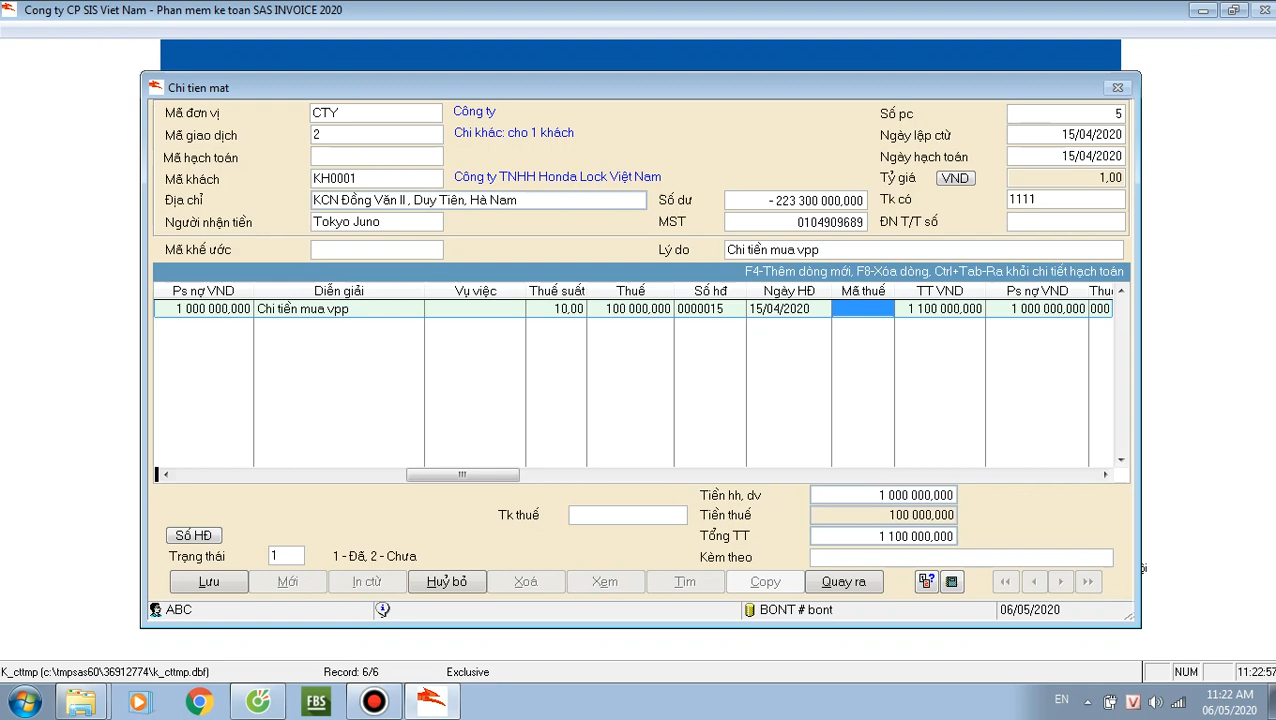 Cong ty CP SIS Viet Nam - Phan mem ke toan SAS INVOICE 2020
Chi tien mat
Mã đơn vị CTY Công ty Số pc 5
Mã giao dịch 2 Chi khác: cho 1 khách Ngày lập ctừ 15/04/2020
Mã hạch toán Ngày hạch toán 15/04/2020
Mã khách KH0001 Công ty TNHH Honda Lock Việt Nam Tỷ giá VND 1,00
Địa chỉ KCN Đồng Văn II , Duy Tiên, Hà Nam Số dư - 223 300 000,000 Tk có 1111
Người nhận tiền Tokyo Juno MST 0104909689 ĐN T/T số
Mã khế ước Lý do Chi tiền mua vpp
F4-Thêm dòng mới, F8-Xóa dòng, Ctrl+Tab-Ra khỏi chi tiết hạch toán
Ps nợ VND Diễn giải Vụ việc Thuế suất Thuế Số hđ Ngày HĐ Mã thuế TT VND Ps nợ VND Thu
1 000 000,000 Chi tiền mua vpp 10,00 100 000,000 0000015 15/04/2020 1 100 000,000 1 000 000,000 000
Tiền hh, dv 1 000 000,000
Tk thuế Tiền thuế 100 000,000
Số HĐ Tổng TT 1 100 000,000
Trạng thái 1 1 - Đã, 2 - Chưa Kèm theo
Lưu Mới In ctừ Huỷ bỏ Xoá Xem Tìm Copy Quay ra
ABC BONT # bont 06/05/2020
K_cttmp (c:\tmpsas60\36912774\k_cttmp.dbf) Record: 6/6 Exclusive NUM 11:22:57
FBS EN 11:22 AM
06/05/2020